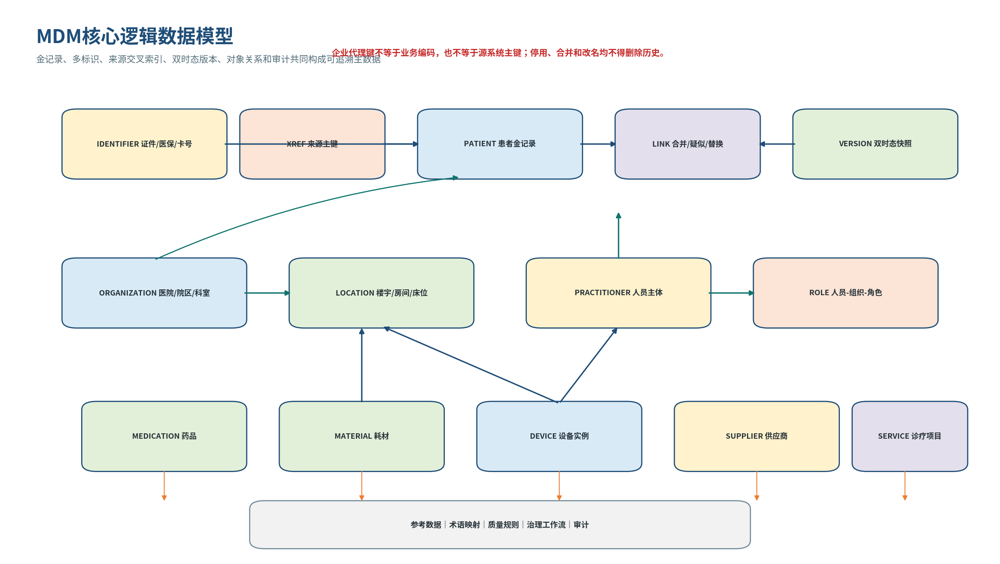 MDM核心逻辑数据模型
企业代理键不等于业务编码，也不等于源系统主键；停用、合并和改名均不得删除历史。
金记录、多标识、来源交叉索引、双时态版本、对象关系和审计共同构成可追溯主数据
IDENTIFIER 证件/医保/卡号
XREF 来源主键
PATIENT 患者金记录
LINK 合并/疑似/替换
VERSION 双时态快照
ORGANIZATION 医院/院区/科室
LOCATION 楼宇/房间/床位
PRACTITIONER 人员主体
ROLE 人员-组织-角色
MEDICATION 药品
MATERIAL 耗材
DEVICE 设备实例
SUPPLIER 供应商
SERVICE 诊疗项目
参考数据｜术语映射｜质量规则｜治理工作流｜审计